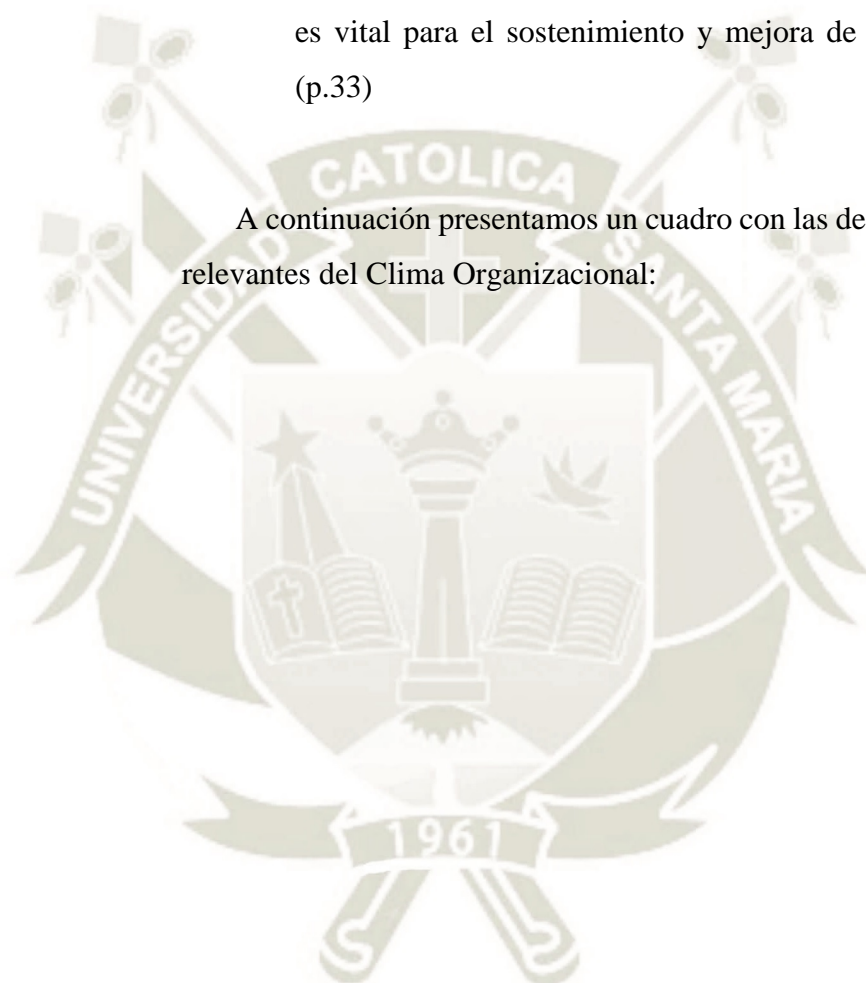 es vital para el sostenimiento y mejora de
(p.33)
A continuación presentamos un cuadro con las de
relevantes del Clima Organizacional:
UNIVERSIDAD CATOLICA SANTA MARIA
1961